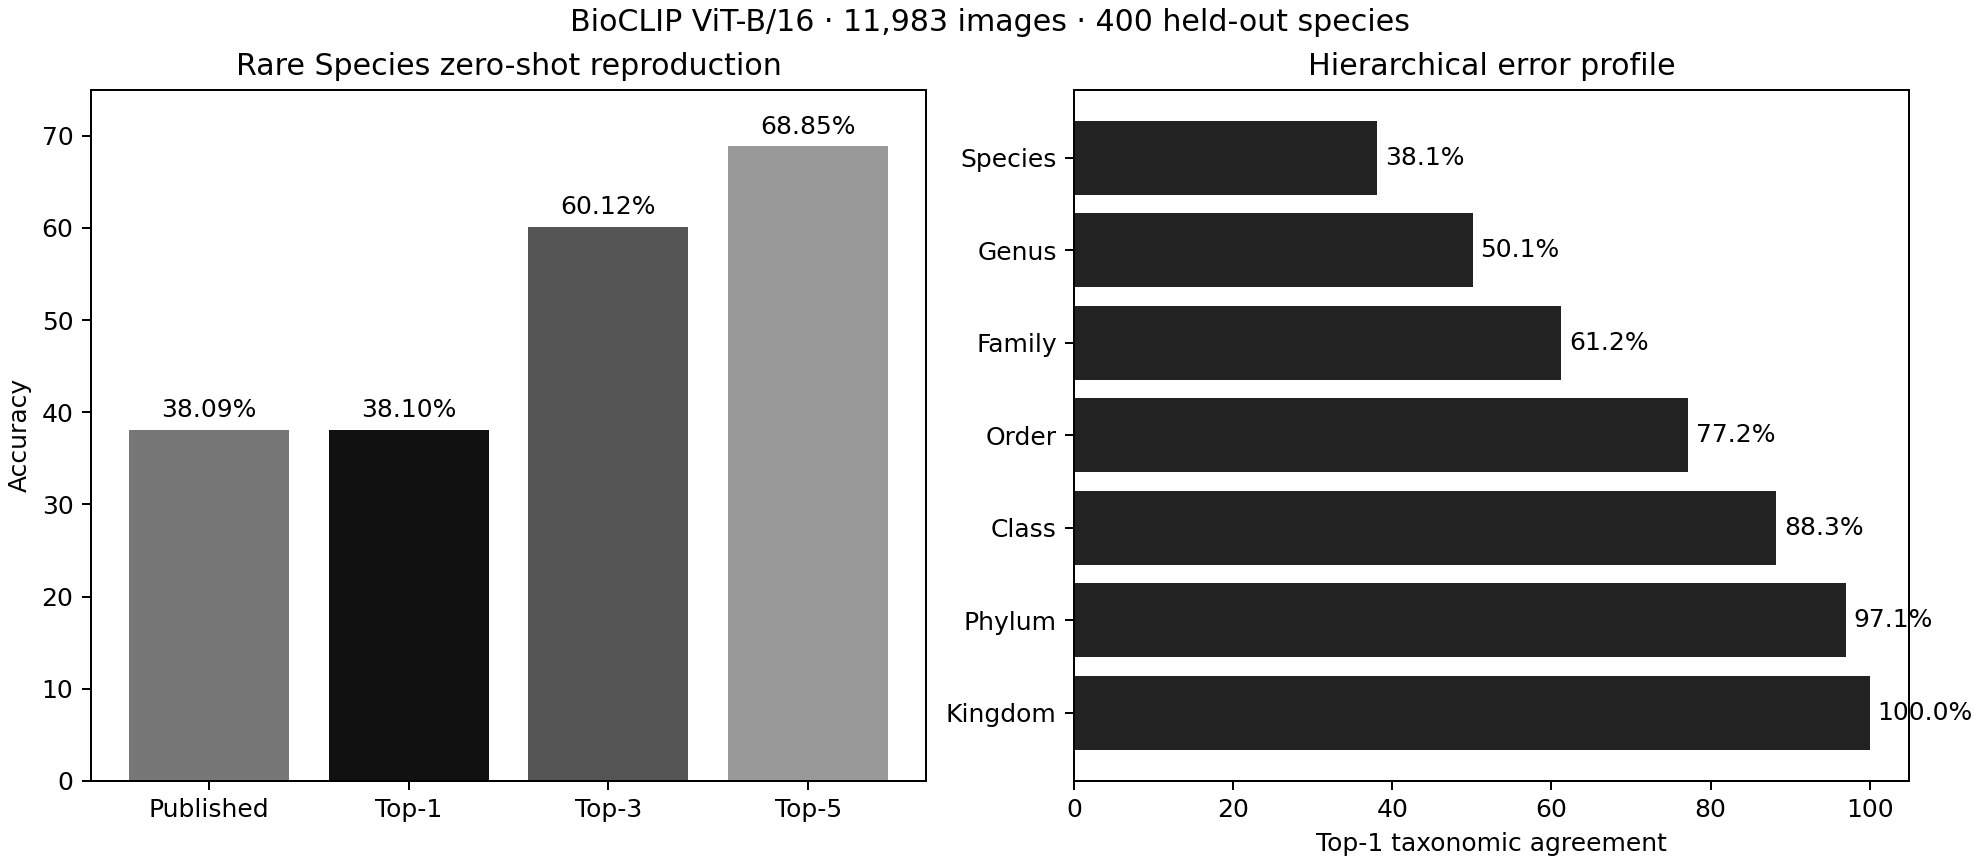 BioCLIP ViT-B/16 · 11,983 images · 400 held-out species
Rare Species zero-shot reproduction
Accuracy
70
60
50
40
30
20
10
0
38.09%
38.10%
60.12%
68.85%
Published
Top-1
Top-3
Top-5
Hierarchical error profile
Species
38.1%
Genus
50.1%
Family
61.2%
Order
77.2%
Class
88.3%
Phylum
97.1%
Kingdom
100.0%
0
20
40
60
80
100
Top-1 taxonomic agreement